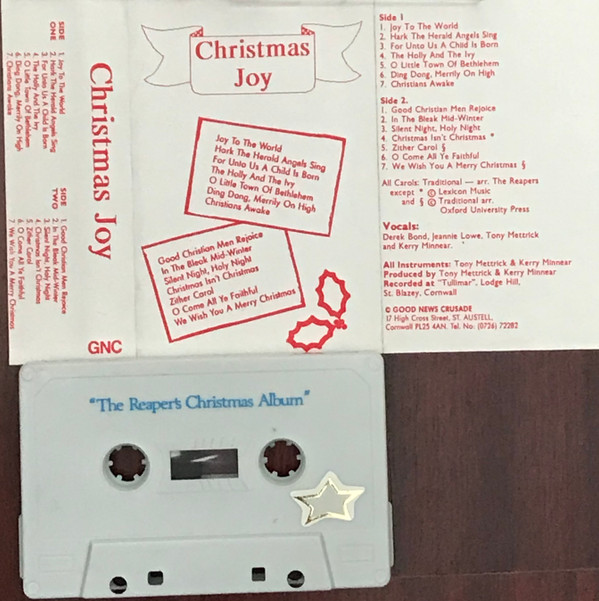 SIDE ONE
1. Joy To The World
2. Hark The Herald Angels Sing
3. For Unto Us A Child Is Born
4. The Holly And The Ivy
5. O Little Town Of Bethlehem
6. Ding Dong, Merrily On High
7. Christians Awake
SIDE TWO
1. Good Christian Men Rejoice
2. In The Bleak Mid-Winter
3. Silent Night, Holy Night
4. Christmas Isn't Christmas
5. Zither Carol
6. O Come All Ye Faithful
7. We Wish You A Merry Christmas
Christmas Joy
GNC
Christmas
Joy
Joy To The World
Hark The Herald Angels Sing
For Unto Us A Child Is Born
The Holly And The Ivy
O Little Town Of Bethlehem
Ding Dong, Merrily On High
Christians Awake
Good Christian Men Rejoice
In The Bleak Mid-Winter
Silent Night, Holy Night
Christmas Isn't Christmas
Zither Carol
O Come All Ye Faithful
We Wish You A Merry Christmas
Side 1
1. Joy To The World
2. Hark The Herald Angels Sing
3. For Unto Us A Child Is Born
4. The Holly And The Ivy
5. O Little Town Of Bethlehem
6. Ding Dong, Merrily On High
7. Christians Awake
Side 2.
1. Good Christian Men Rejoice
2. In The Bleak Mid-Winter
3. Silent Night, Holy Night
4. Christmas Isn't Christmas *
5. Zither Carol §
6. O Come All Ye Faithful
7. We Wish You A Merry Christmas §
All Carols: Traditional — arr. The Reapers
except * © Lexicon Music
and § © Traditional arr.
Oxford University Press
Vocals:
Derek Bond, Jeannie Lowe, Tony Mettrick
and Kerry Minnear.
All Instruments: Tony Mettrick & Kerry Minnear
Produced by Tony Mettrick & Kerry Minnear
Recorded at "Tullimar", Lodge Hill,
St. Blazey, Cornwall
© GOOD NEWS CRUSADE
17 High Cross Street, ST. AUSTELL,
Cornwall PL25 4AN. Tel. No: (0726) 72282
"The Reaper's Christmas Album"